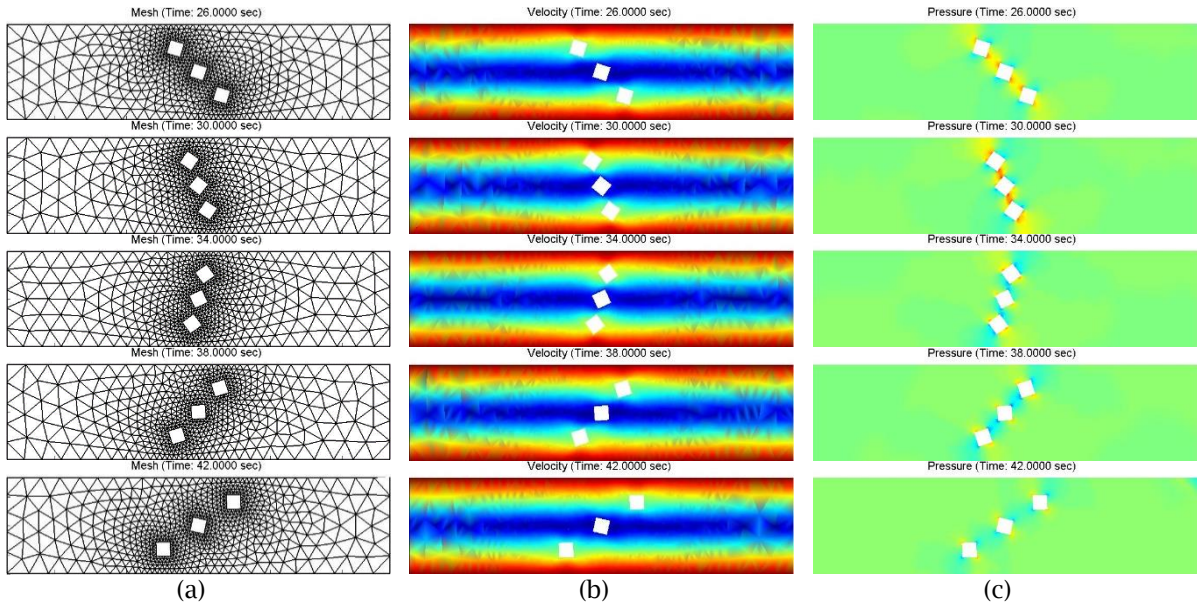 Mesh (Time: 26.0000 sec)
Velocity (Time: 26.0000 sec)
Pressure (Time: 26.0000 sec)
Mesh (Time: 30.0000 sec)
Velocity (Time: 30.0000 sec)
Pressure (Time: 30.0000 sec)
Mesh (Time: 34.0000 sec)
Velocity (Time: 34.0000 sec)
Pressure (Time: 34.0000 sec)
Mesh (Time: 38.0000 sec)
Velocity (Time: 38.0000 sec)
Pressure (Time: 38.0000 sec)
Mesh (Time: 42.0000 sec)
Velocity (Time: 42.0000 sec)
Pressure (Time: 42.0000 sec)
(a)
(b)
(c)